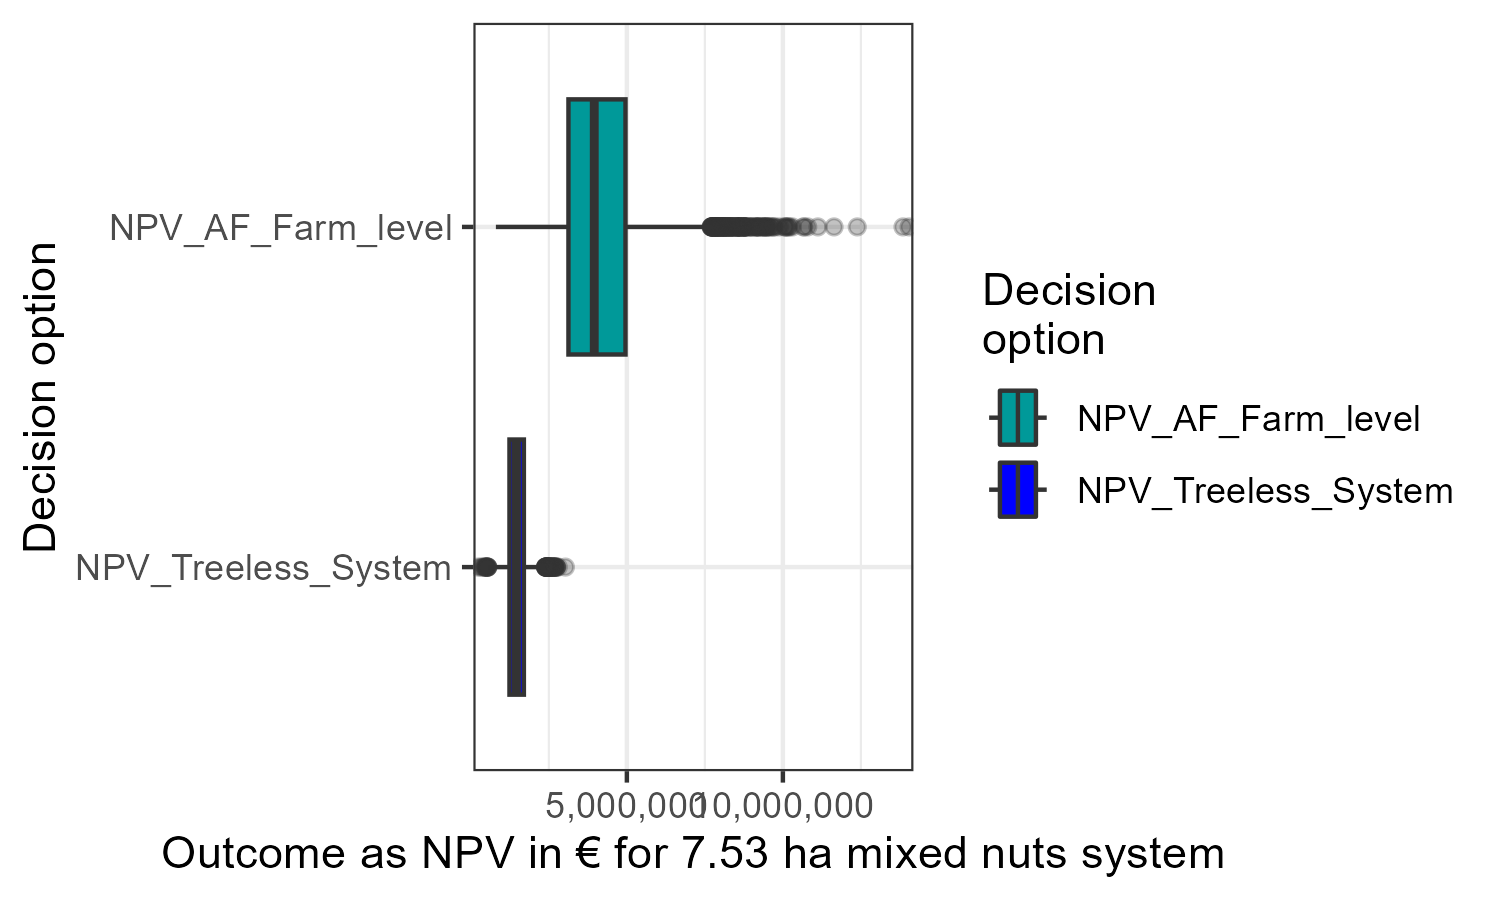 Decision option
NPV_AF_Farm_level
NPV_Treeless_System
5,000,000
10,000,000
Outcome as NPV in € for 7.53 ha mixed nuts system
Decision
option
NPV_AF_Farm_level
NPV_Treeless_System